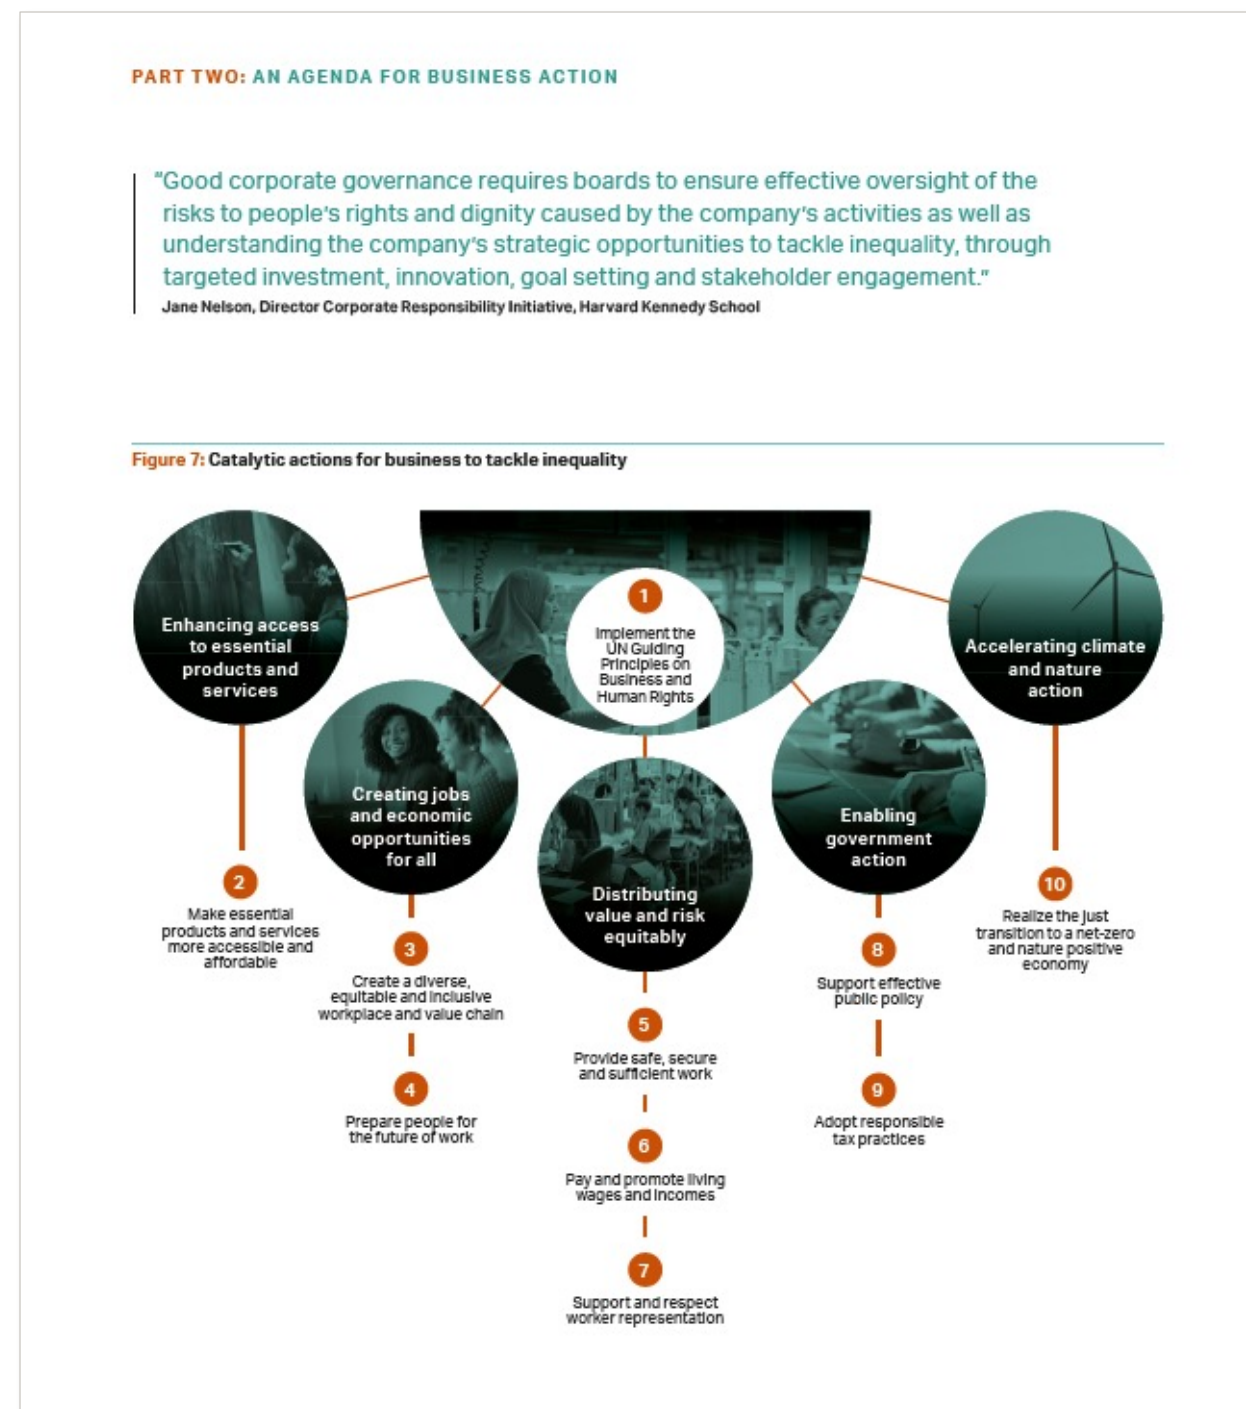 PART TWO: AN AGENDA FOR BUSINESS ACTION
“Good corporate governance requires boards to ensure effective oversight of the
risks to people’s rights and dignity caused by the company’s activities as well as
understanding the company’s strategic opportunities to tackle inequality, through
targeted investment, innovation, goal setting and stakeholder engagement.”
Jane Nelson, Director Corporate Responsibility Initiative, Harvard Kennedy School
Figure 7: Catalytic actions for business to tackle inequality
1
Implement the
UN Guiding
Principles on
Business and
Human Rights
Enhancing access
to essential
products and
services
2
Make essential
products and services
more accessible and
affordable
Creating jobs
and economic
opportunities
for all
3
Create a diverse,
equitable and inclusive
workplace and value chain
4
Prepare people for
the future of work
Distributing
value and risk
equitably
5
Provide safe, secure
and sufficient work
6
Pay and promote living
wages and incomes
7
Support and respect
worker representation
Enabling
government
action
8
Support effective
public policy
9
Adopt responsible
tax practices
Accelerating climate
and nature
action
10
Realize the just
transition to a net-zero
and nature positive
economy